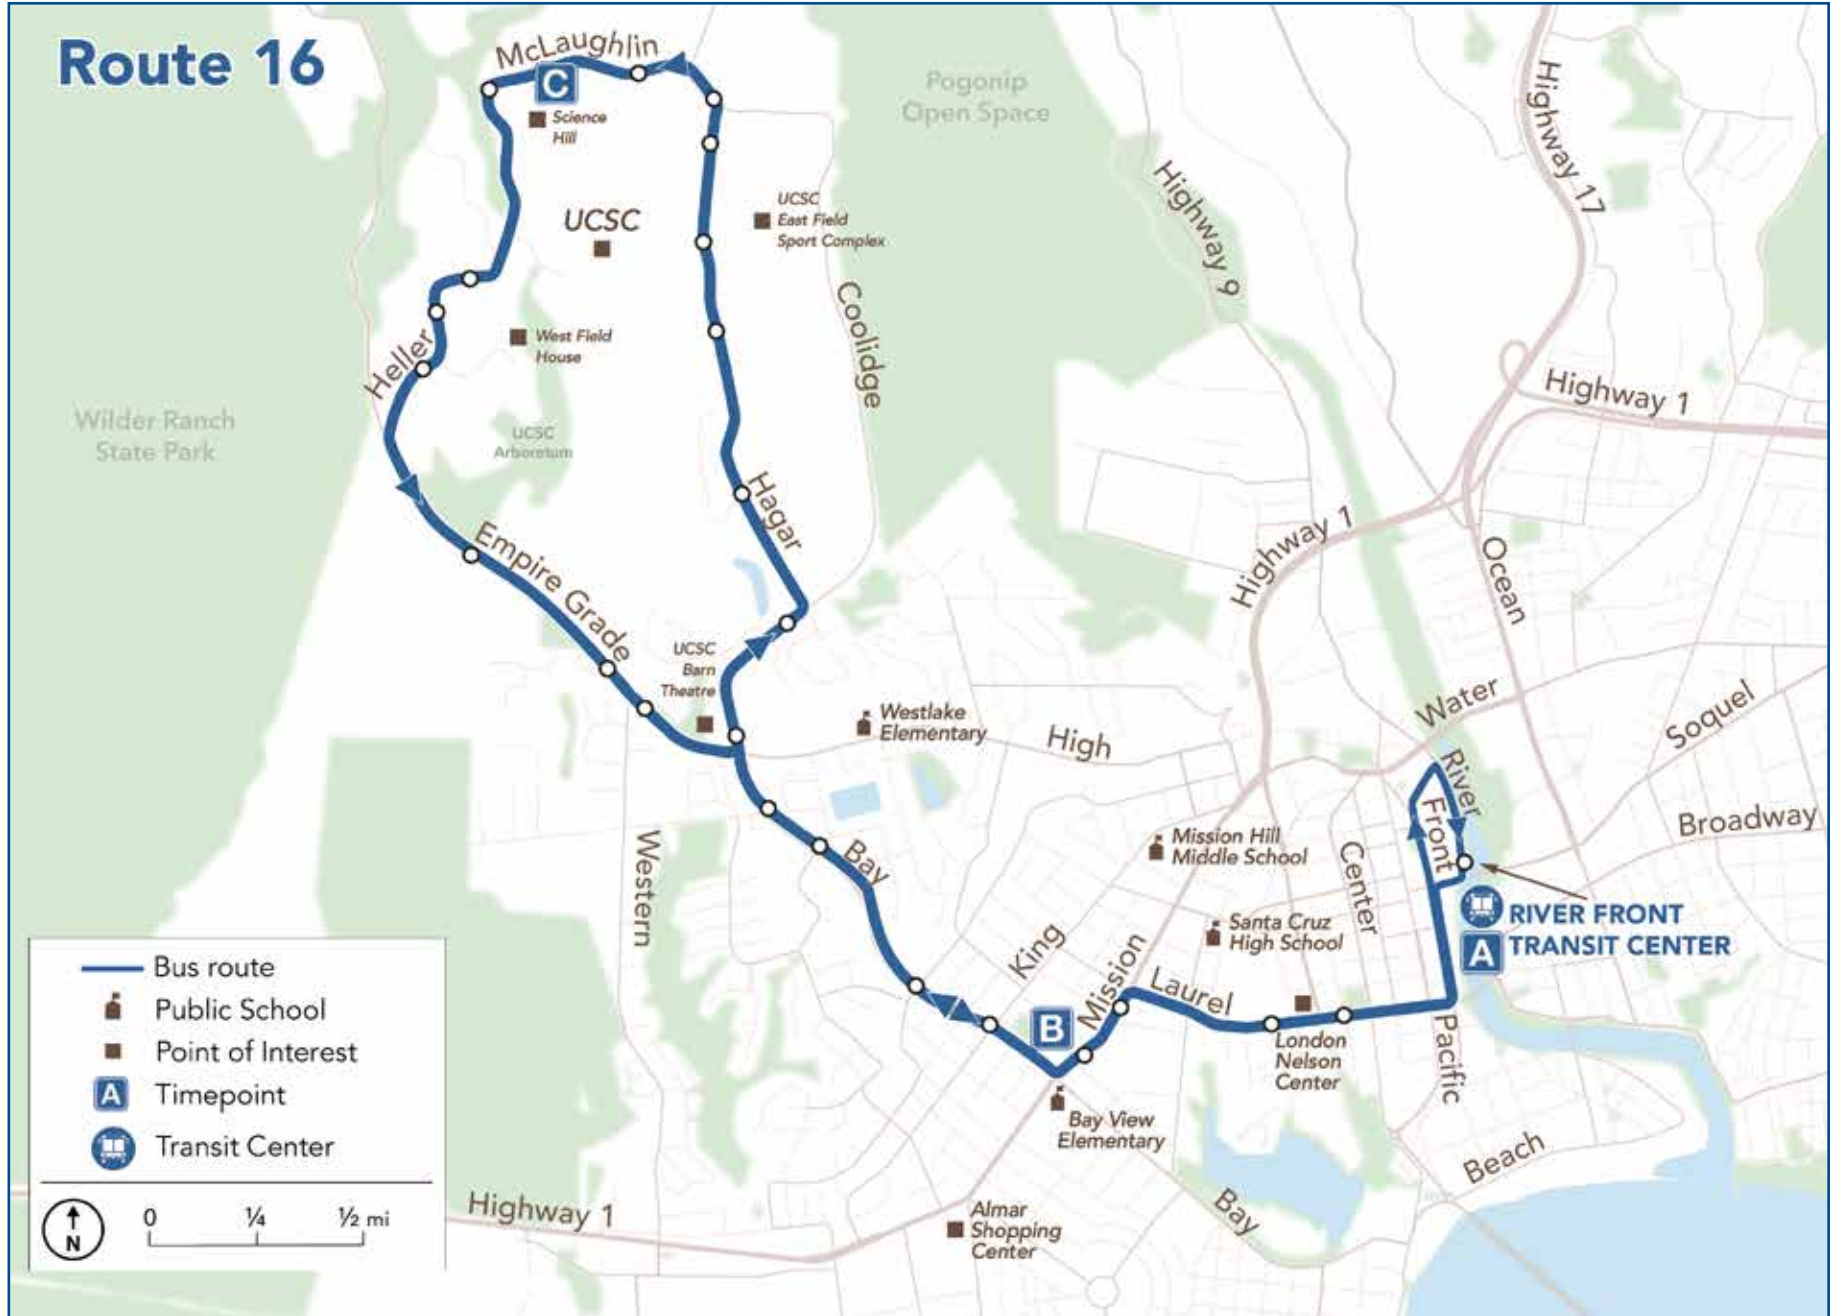 Route 16
McLaughlin
C
Science
Hill
UCSC
UCSC
East Field
Sport Complex
Pogonip
Open Space
Highway 9
Highway 17
Highway 1
Coolidge
Heller
West Field
House
UCSC
Arboretum
Wilder Ranch
State Park
Hagar
Empire Grade
Highway 1
Ocean
UCSC
Barn
Theatre
Westlake
Elementary
High
Water
Soquel
River
Front
Broadway
Mission Hill
Middle School
Center
Western
Bay
King
Mission
Santa Cruz
High School
RIVER FRONT
TRANSIT CENTER
A
Laurel
B
London
Nelson
Center
Pacific
Bay View
Elementary
Beach
Bay
Almar
Shopping
Center
Highway 1
Bus route
Public School
Point of Interest
A
Timepoint
Transit Center
N
0 ¼ ½ mi